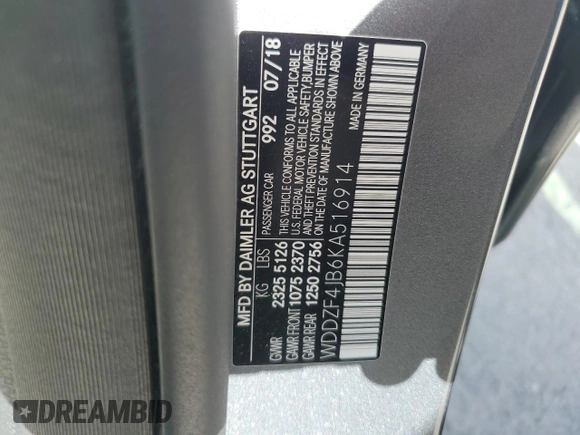 MFD BY DAIMLER AG STUTTGART
PASSENGER CAR 992 07/18
KG LBS
GVWR 2325 5126
GAWR FRONT 1075 2370
GAWR REAR 1250 2756
THIS VEHICLE CONFORMS TO ALL APPLICABLE
U.S. FEDERAL MOTOR VEHICLE SAFETY,BUMPER
AND THEFT PREVENTION STANDARDS IN EFFECT
ON THE DATE OF MANUFACTURE SHOWN ABOVE
WDDZF4JB6KA516914
MADE IN GERMANY
DREAMBID